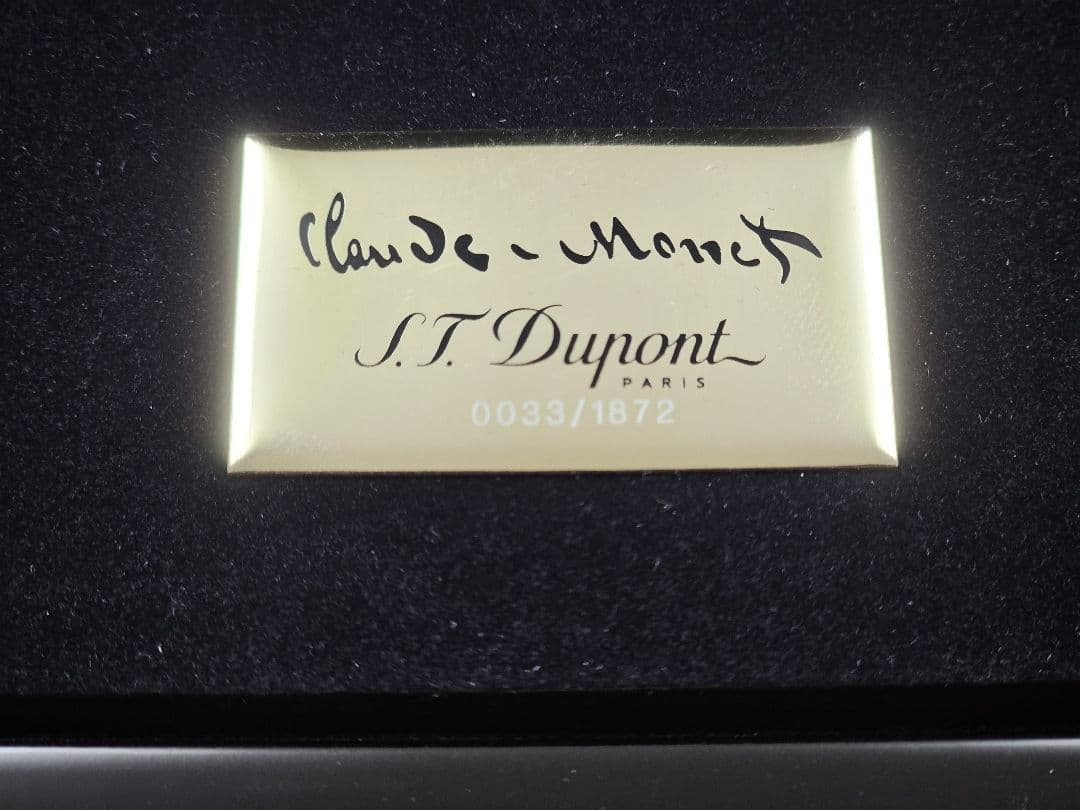 Claude - Monet
S.T. Dupont
PARIS
0033/1872